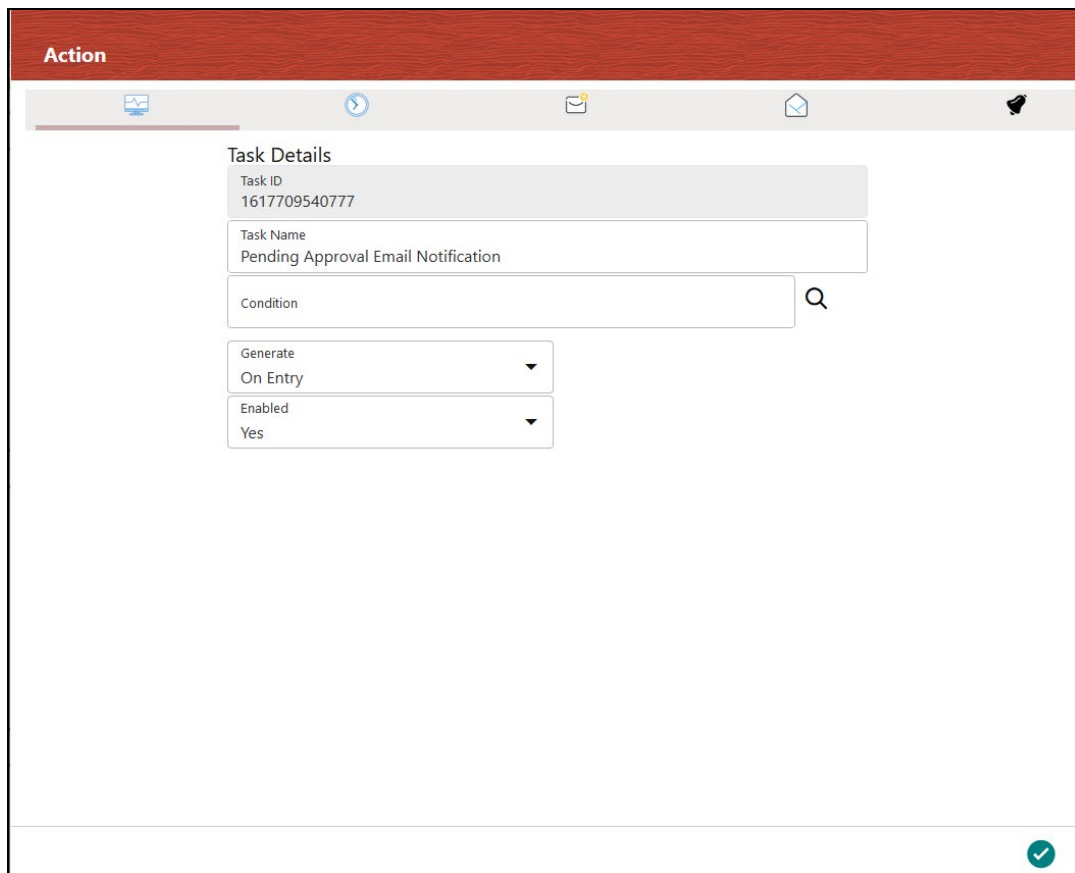 Action
Task Details
Task ID
1617709540777
Task Name
Pending Approval Email Notification
Condition
Generate
On Entry
Enabled
Yes